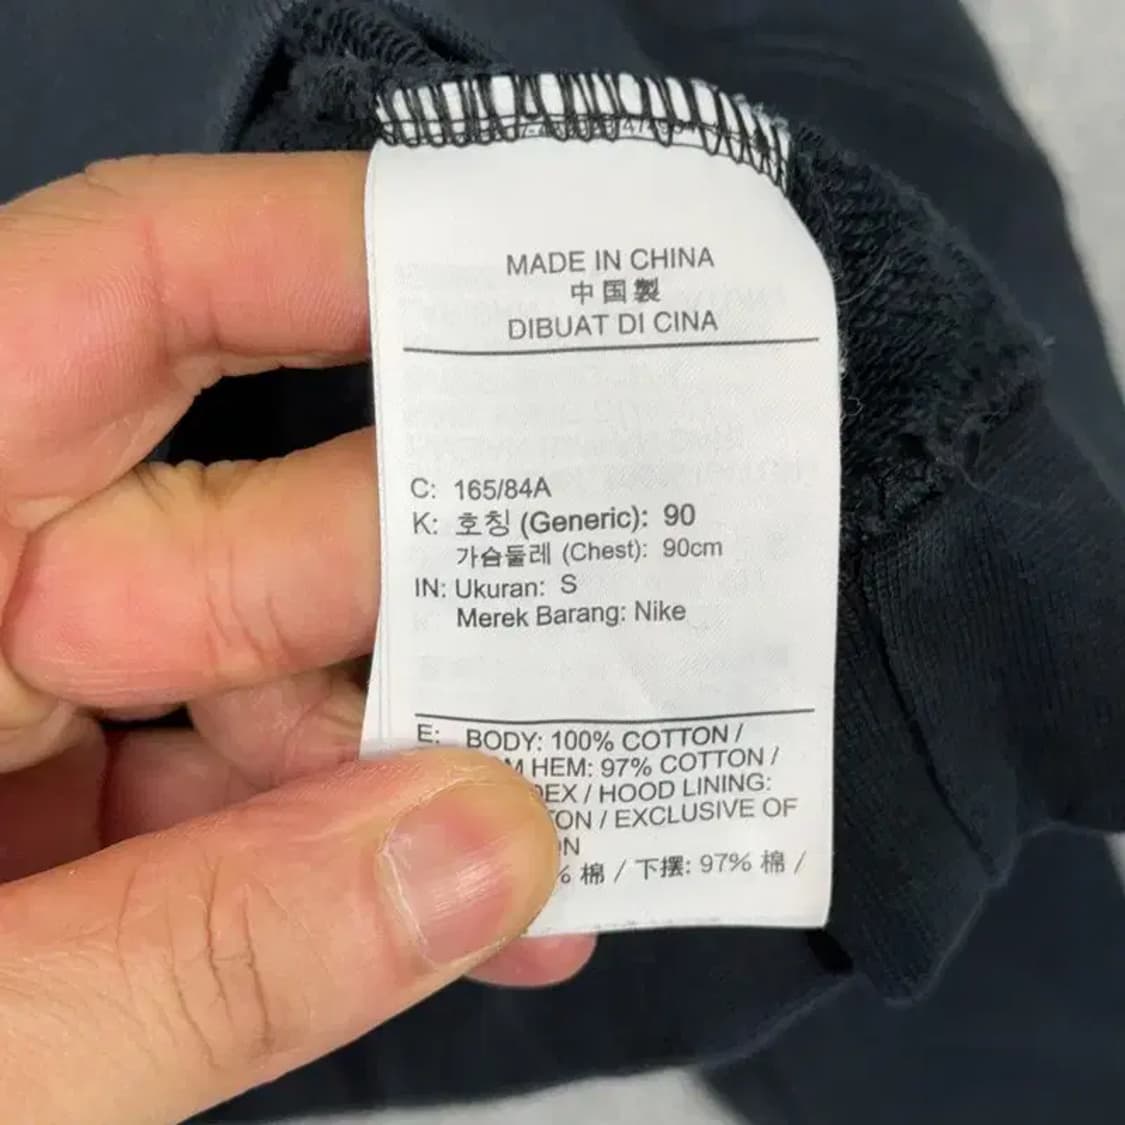 MADE IN CHINA
中国製
DIBUAT DI CINA
C: 165/84A
K: 호칭 (Generic): 90
가슴둘레 (Chest): 90cm
IN: Ukuran: S
Merek Barang: Nike
E: BODY: 100% COTTON /
HEM: 97% COTTON /
/ HOOD LINING:
/ EXCLUSIVE OF
% 棉 / 下摆: 97% 棉 /